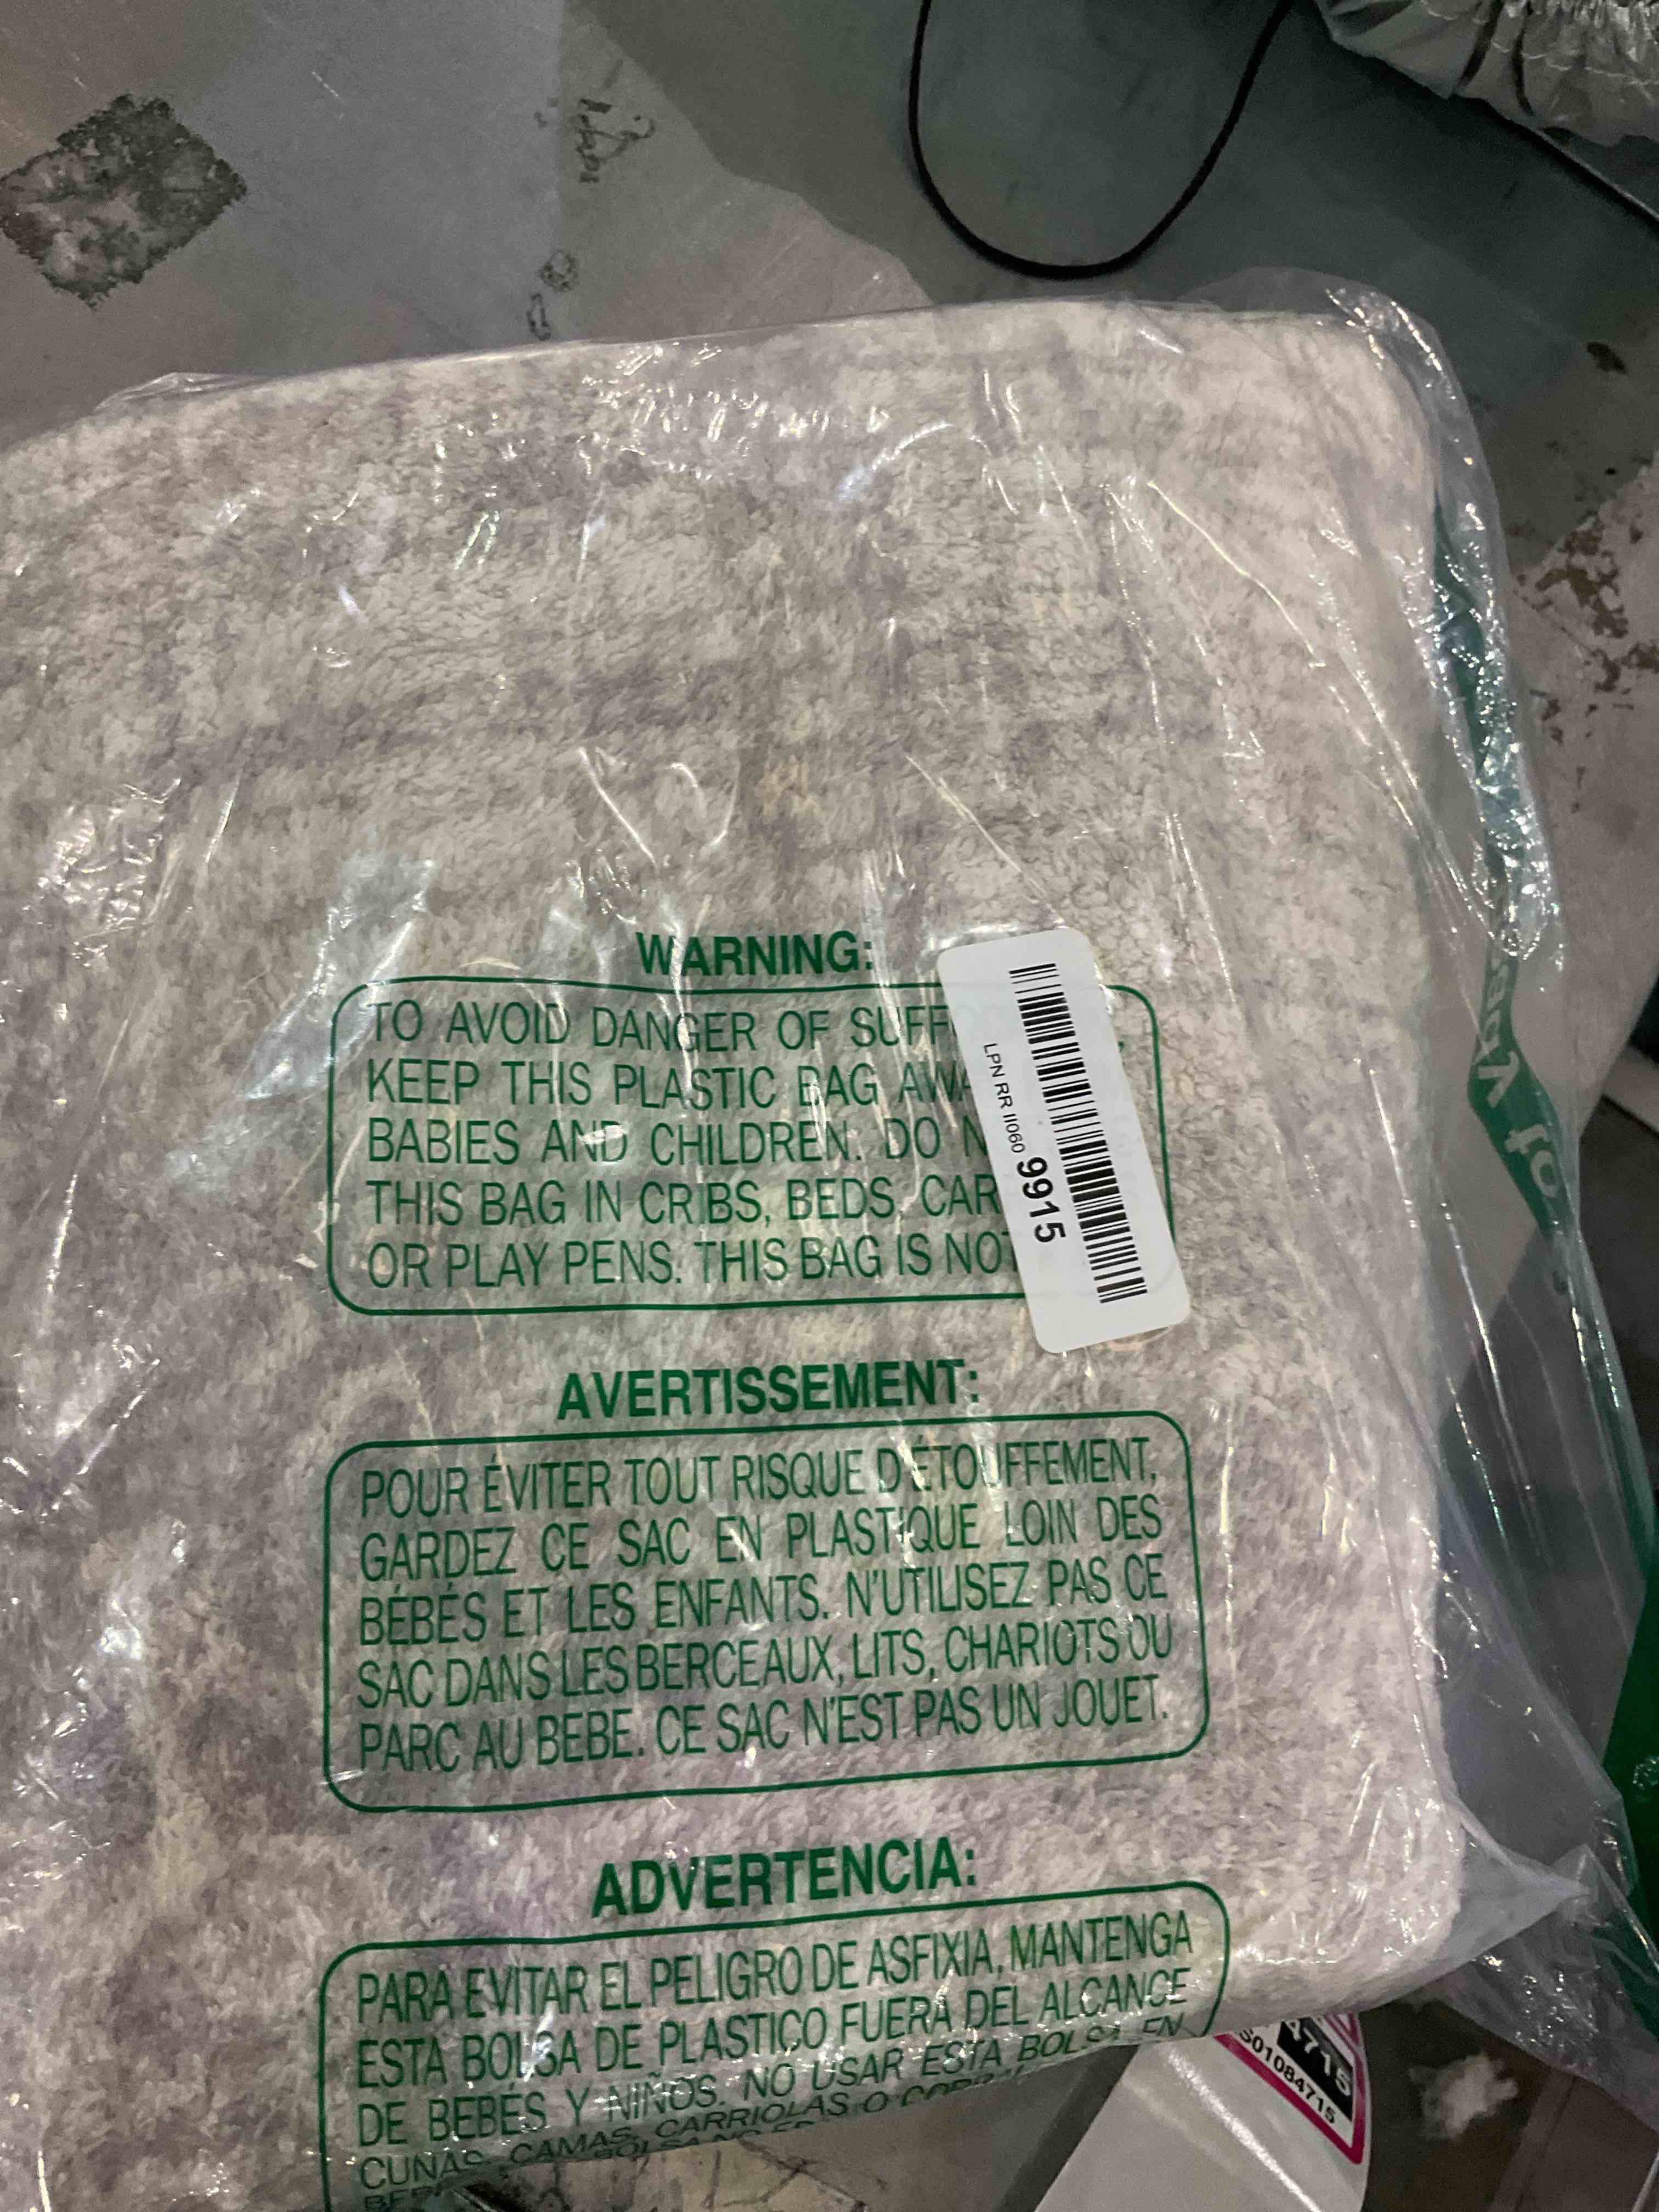 WARNING:
TO AVOID DANGER OF SUFF
KEEP THIS PLASTIC BAG AWA
BABIES AND CHILDREN. DO N
THIS BAG IN CRIBS, BEDS, CAR
OR PLAY PENS. THIS BAG IS NOT
LPN RR II060 9915
AVERTISSEMENT:
POUR ÉVITER TOUT RISQUE D'ÉTOUFFEMENT,
GARDEZ CE SAC EN PLASTIQUE LOIN DES
BÉBÉS ET LES ENFANTS. N'UTILISEZ PAS CE
SAC DANS LES BERCEAUX, LITS, CHARIOTS OU
PARC AU BEBE. CE SAC N'EST PAS UN JOUET.
ADVERTENCIA:
PARA EVITAR EL PELIGRO DE ASFIXIA, MANTENGA
ESTA BOLSA DE PLASTICO FUERA DEL ALCANCE
DE BEBÉS Y NIÑOS. NO USAR ESTA BOLSA EN
CUNAS, CAMAS, CARRIOLAS O
4715
S01084715